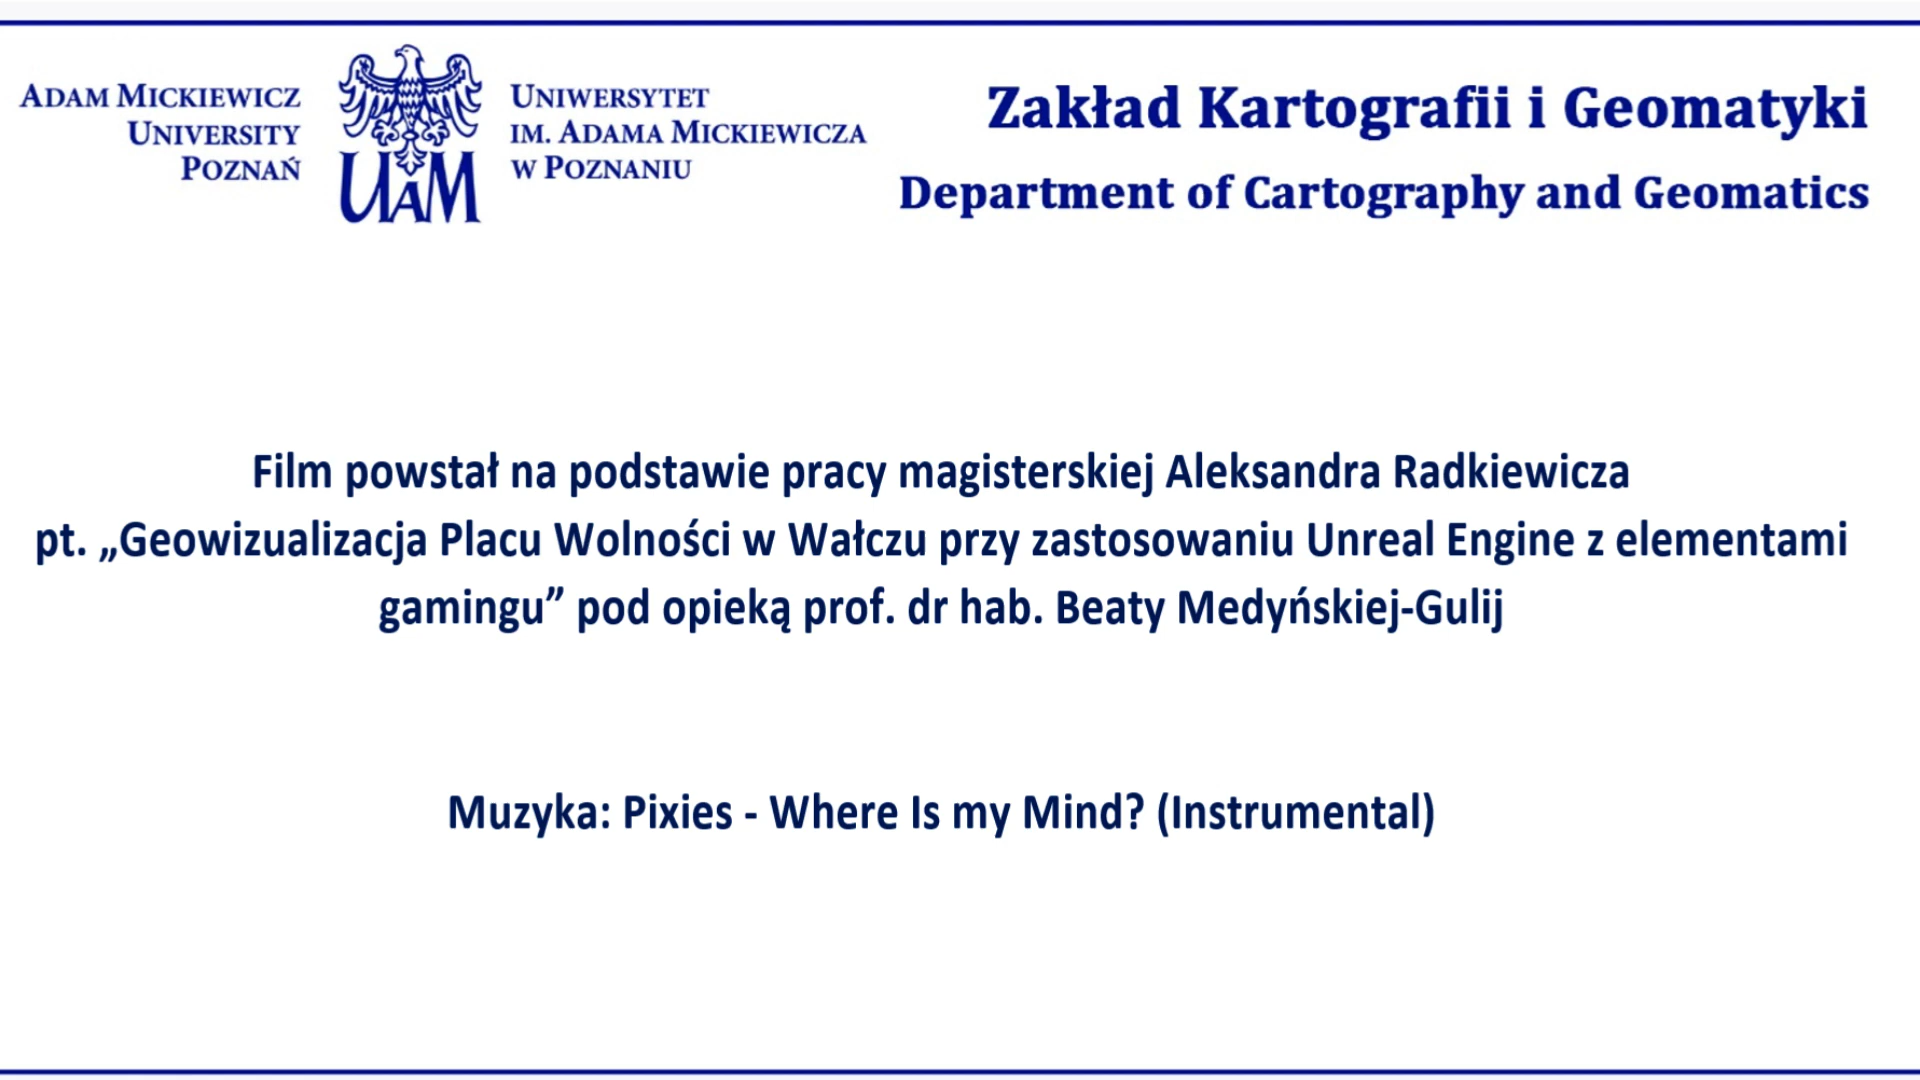 ADAM MICKIEWICZ
UNIVERSITY
POZNAŃ
UAM
UNIWERSYTET
IM. ADAMA MICKIEWICZA
W POZNANIU
Zakład Kartografii i Geomatyki
Department of Cartography and Geomatics
Film powstał na podstawie pracy magisterskiej Aleksandra Radkiewicza
pt. „Geowizualizacja Placu Wolności w Wałczu przy zastosowaniu Unreal Engine z elementami
gamingu” pod opieką prof. dr hab. Beaty Medyńskiej-Gulij
Muzyka: Pixies - Where Is my Mind? (Instrumental)